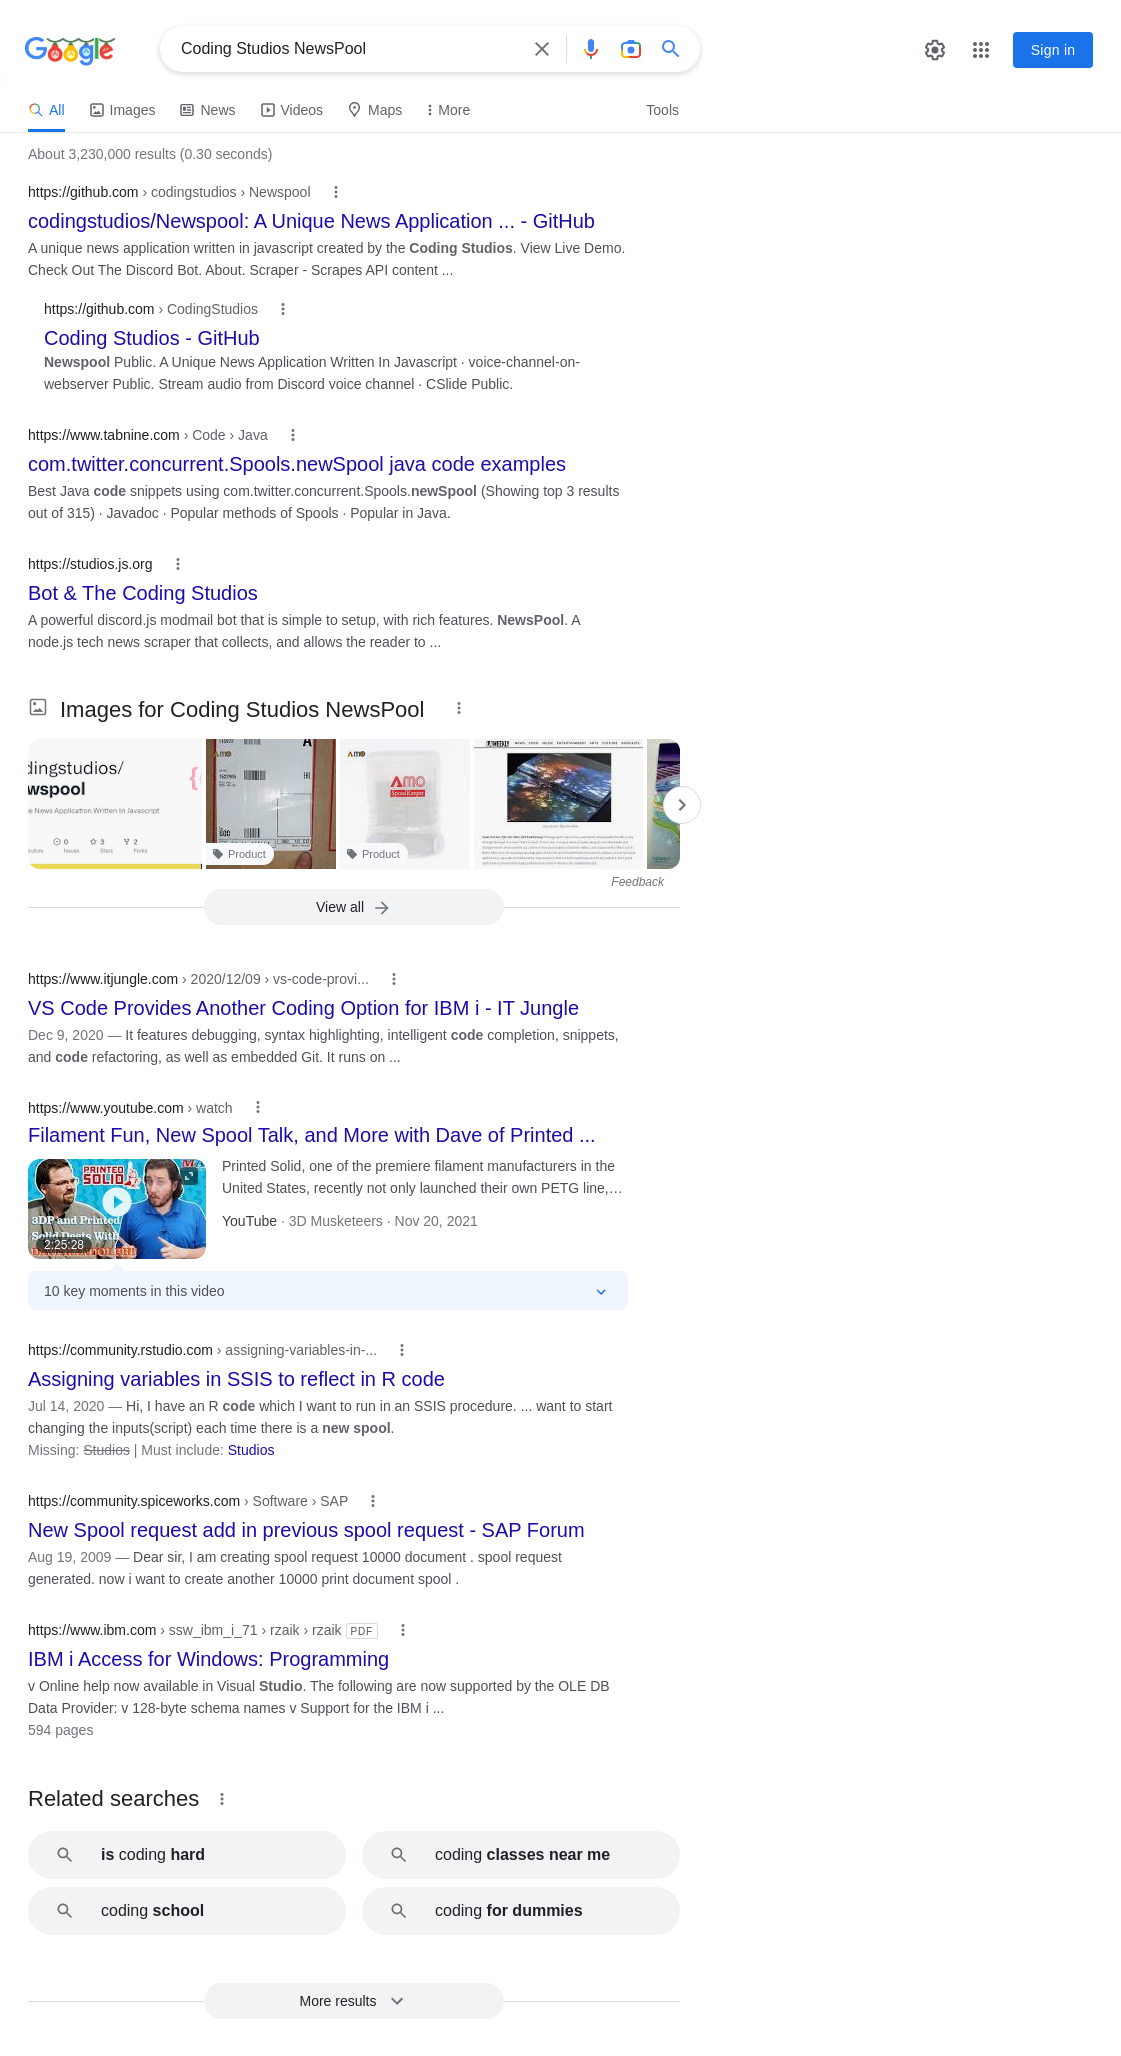 Google
Coding Studios NewsPool
Sign in
All
Images
News
Videos
Maps
More
Tools
About 3,230,000 results (0.30 seconds)
https://github.com › codingstudios › Newspool
codingstudios/Newspool: A Unique News Application ... - GitHub
A unique news application written in javascript created by the Coding Studios. View Live Demo.
Check Out The Discord Bot. About. Scraper - Scrapes API content ...
https://github.com › CodingStudios
Coding Studios - GitHub
Newspool Public. A Unique News Application Written In Javascript · voice-channel-on-
webserver Public. Stream audio from Discord voice channel · CSlide Public.
https://www.tabnine.com › Code › Java
com.twitter.concurrent.Spools.newSpool java code examples
Best Java code snippets using com.twitter.concurrent.Spools.newSpool (Showing top 3 results
out of 315) · Javadoc · Popular methods of Spools · Popular in Java.
https://studios.js.org
Bot & The Coding Studios
A powerful discord.js modmail bot that is simple to setup, with rich features. NewsPool. A
node.js tech news scraper that collects, and allows the reader to ...
Images for Coding Studios NewsPool
dingstudios/
wspool
e News Application Written In Javascript
0
3
2
Issues
Stars
Forks
AMO
Product
AMO
AMO
SpoolKeeper
Product
WEEKLY
Feedback
View all
https://www.itjungle.com › 2020/12/09 › vs-code-provi...
VS Code Provides Another Coding Option for IBM i - IT Jungle
Dec 9, 2020 — It features debugging, syntax highlighting, intelligent code completion, snippets,
and code refactoring, as well as embedded Git. It runs on ...
https://www.youtube.com › watch
Filament Fun, New Spool Talk, and More with Dave of Printed ...
PRINTED
SOLID
3DP and Printed
Solid Deets With
2:25:28
Printed Solid, one of the premiere filament manufacturers in the
United States, recently not only launched their own PETG line,…
YouTube · 3D Musketeers · Nov 20, 2021
10 key moments in this video
https://community.rstudio.com › assigning-variables-in-...
Assigning variables in SSIS to reflect in R code
Jul 14, 2020 — Hi, I have an R code which I want to run in an SSIS procedure. ... want to start
changing the inputs(script) each time there is a new spool.
Missing: Studios | Must include: Studios
https://community.spiceworks.com › Software › SAP
New Spool request add in previous spool request - SAP Forum
Aug 19, 2009 — Dear sir, I am creating spool request 10000 document . spool request
generated. now i want to create another 10000 print document spool .
https://www.ibm.com › ssw_ibm_i_71 › rzaik › rzaik PDF
IBM i Access for Windows: Programming
v Online help now available in Visual Studio. The following are now supported by the OLE DB
Data Provider: v 128-byte schema names v Support for the IBM i ...
594 pages
Related searches
is coding hard
coding classes near me
coding school
coding for dummies
More results